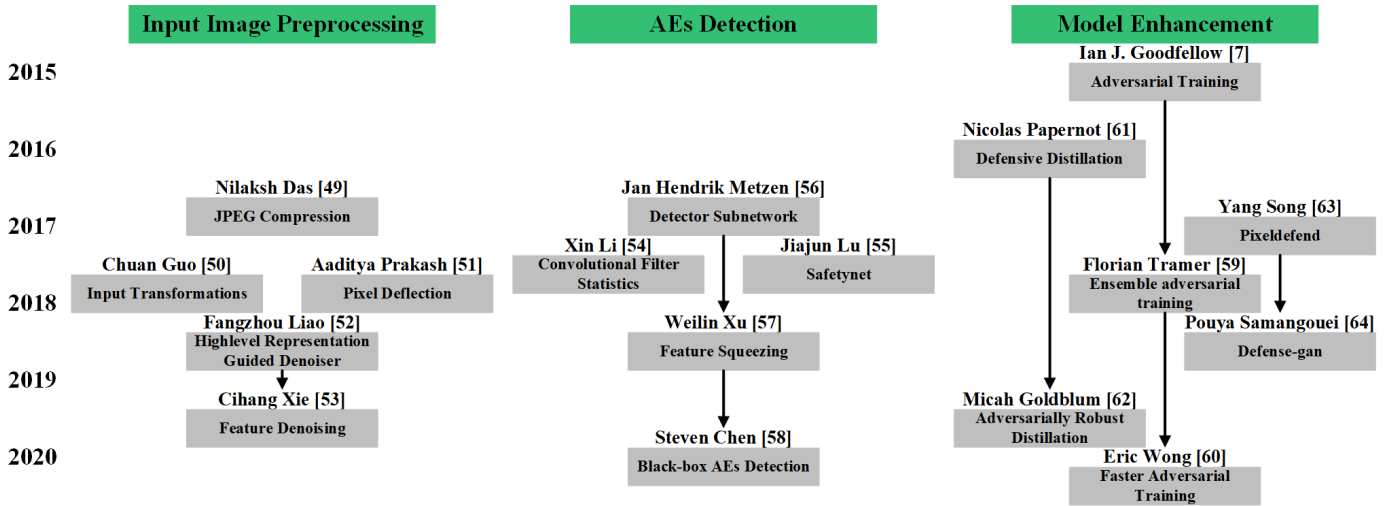 Input Image Preprocessing
AEs Detection
Model Enhancement
2015
2016
2017
2018
2019
2020
Nilaksh Das [49]
JPEG Compression
Chuan Guo [50]
Input Transformations
Aaditya Prakash [51]
Pixel Deflection
Fangzhou Liao [52]
Highlevel Representation
Guided Denoiser
Cihang Xie [53]
Feature Denoising
Jan Hendrik Metzen [56]
Detector Subnetwork
Xin Li [54]
Convolutional Filter
Statistics
Jiajun Lu [55]
Safetynet
Weilin Xu [57]
Feature Squeezing
Steven Chen [58]
Black-box AEs Detection
Ian J. Goodfellow [7]
Adversarial Training
Nicolas Papernot [61]
Defensive Distillation
Yang Song [63]
Pixeldefend
Florian Tramer [59]
Ensemble adversarial
training
Pouya Samangouei [64]
Defense-gan
Micah Goldblum [62]
Adversarially Robust
Distillation
Eric Wong [60]
Faster Adversarial
Training